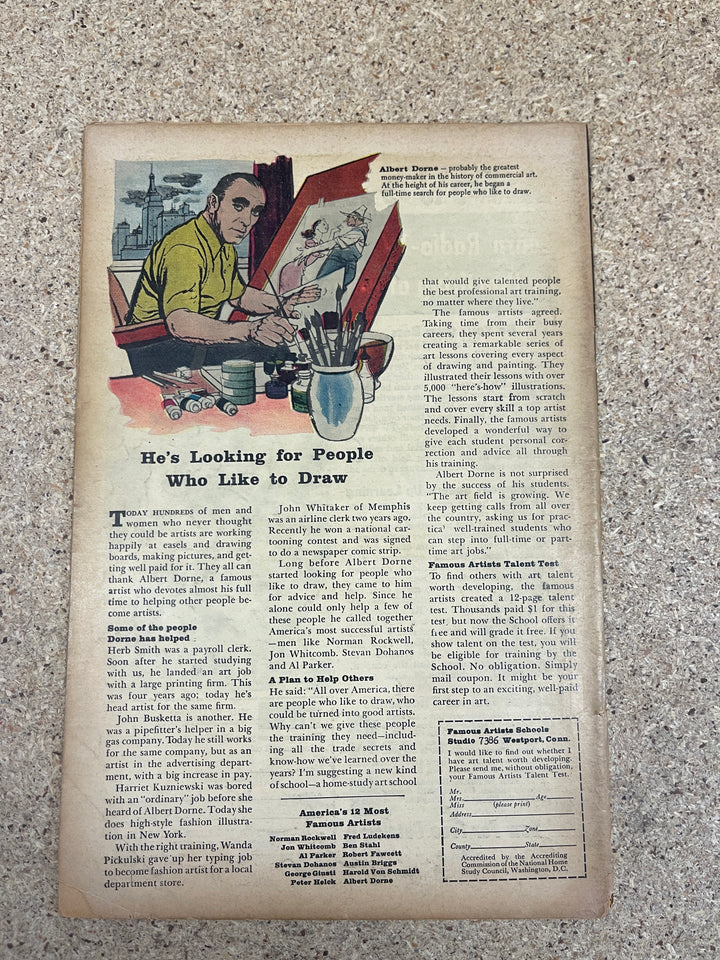 Albert Dorne — probably the greatest
money-maker in the history of commercial art.
At the height of his career, he began a
full-time search for people who like to draw.
He's Looking for People
Who Like to Draw
TODAY HUNDREDS of men and
women who never thought
they could be artists are working
happily at easels and drawing
boards, making pictures, and get-
ting well paid for it. They all can
thank Albert Dorne, a famous
artist who devotes almost his full
time to helping other people be-
come artists.
Some of the people
Dorne has helped
Herb Smith was a payroll clerk.
Soon after he started studying
with us, he landed an art job
with a large printing firm. This
was four years ago; today he's
head artist for the same firm.
John Busketta is another. He
was a pipefitter's helper in a big
gas company. Today he still works
for the same company, but as an
artist in the advertising depart-
ment, with a big increase in pay.
Harriet Kuzniewski was bored
with an "ordinary" job before she
heard of Albert Dorne. Today she
does high-style fashion illustra-
tion in New York.
With the right training, Wanda
Pickulski gave up her typing job
to become fashion artist for a local
department store.
John Whitaker of Memphis
was an airline clerk two years ago.
Recently he won a national car-
tooning contest and was signed
to do a newspaper comic strip.
Long before Albert Dorne
started looking for people who
like to draw, they came to him
for advice and help. Since he
alone could only help a few of
these people he called together
America's most successful artists
—men like Norman Rockwell,
Jon Whitcomb, Stevan Dohanos
and Al Parker.
A Plan to Help Others
He said: "All over America, there
are people who like to draw, who
could be turned into good artists.
Why can't we give these people
the training they need—includ-
ing all the trade secrets and
know-how we've learned over the
years? I'm suggesting a new kind
of school—a home-study art school
that would give talented people
the best professional art training,
no matter where they live."
The famous artists agreed.
Taking time from their busy
careers, they spent several years
creating a remarkable series of
art lessons covering every aspect
of drawing and painting. They
illustrated their lessons with over
5,000 "here's-how" illustrations.
The lessons start from scratch
and cover every skill a top artist
needs. Finally, the famous artists
developed a wonderful way to
give each student personal cor-
rection and advice all through
his training.
Albert Dorne is not surprised
by the success of his students.
"The art field is growing. We
keep getting calls from all over
the country, asking us for prac-
tical well-trained students who
can step into full-time or part-
time art jobs."
Famous Artists Talent Test
To find others with art talent
worth developing, the famous
artists created a 12-page talent
test. Thousands paid $1 for this
test, but now the School offers it
free and will grade it free. If you
show talent on the test, you will
be eligible for training by the
School. No obligation. Simply
mail coupon. It might be your
first step to an exciting, well-paid
career in art.
America's 12 Most
Famous Artists
Norman Rockwell Fred Ludekens
Jon Whitcomb Ben Stahl
Al Parker Robert Fawcett
Stevan Dohanos Austin Briggs
George Giusti Harold Von Schmidt
Peter Helck Albert Dorne
Famous Artists Schools
Studio 7386 Westport, Conn.
I would like to find out whether I
have art talent worth developing.
Please send me, without obligation,
your Famous Artists Talent Test.
Mr.
Mrs. Age
Miss (please print)
Address
City Zone
County State
Accredited by the Accrediting
Commission of the National Home
Study Council, Washington, D.C.